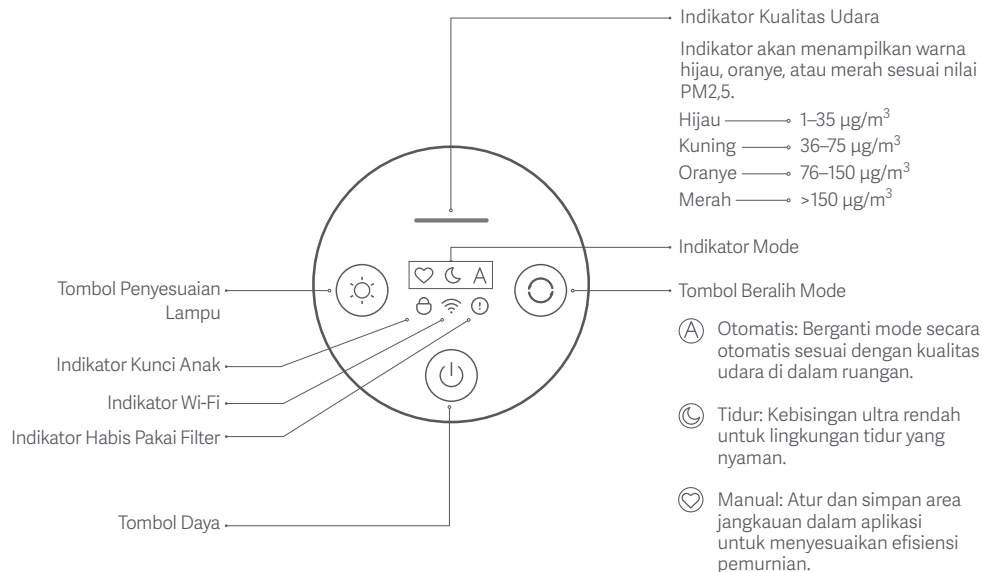 Indikator Kualitas Udara
Indikator akan menampilkan warna
hijau, oranye, atau merah sesuai nilai
PM2,5.
Hijau 1–35 µg/m³
Kuning 36–75 µg/m³
Oranye 76–150 µg/m³
Merah >150 µg/m³
Indikator Mode
A
Tombol Beralih Mode
Tombol Penyesuaian
Lampu
Indikator Kunci Anak
Indikator Wi-Fi
Indikator Habis Pakai Filter
Tombol Daya
A Otomatis: Berganti mode secara
otomatis sesuai dengan kualitas
udara di dalam ruangan.
Tidur: Kebisingan ultra rendah
untuk lingkungan tidur yang
nyaman.
Manual: Atur dan simpan area
jangkauan dalam aplikasi
untuk menyesuaikan efisiensi
pemurnian.